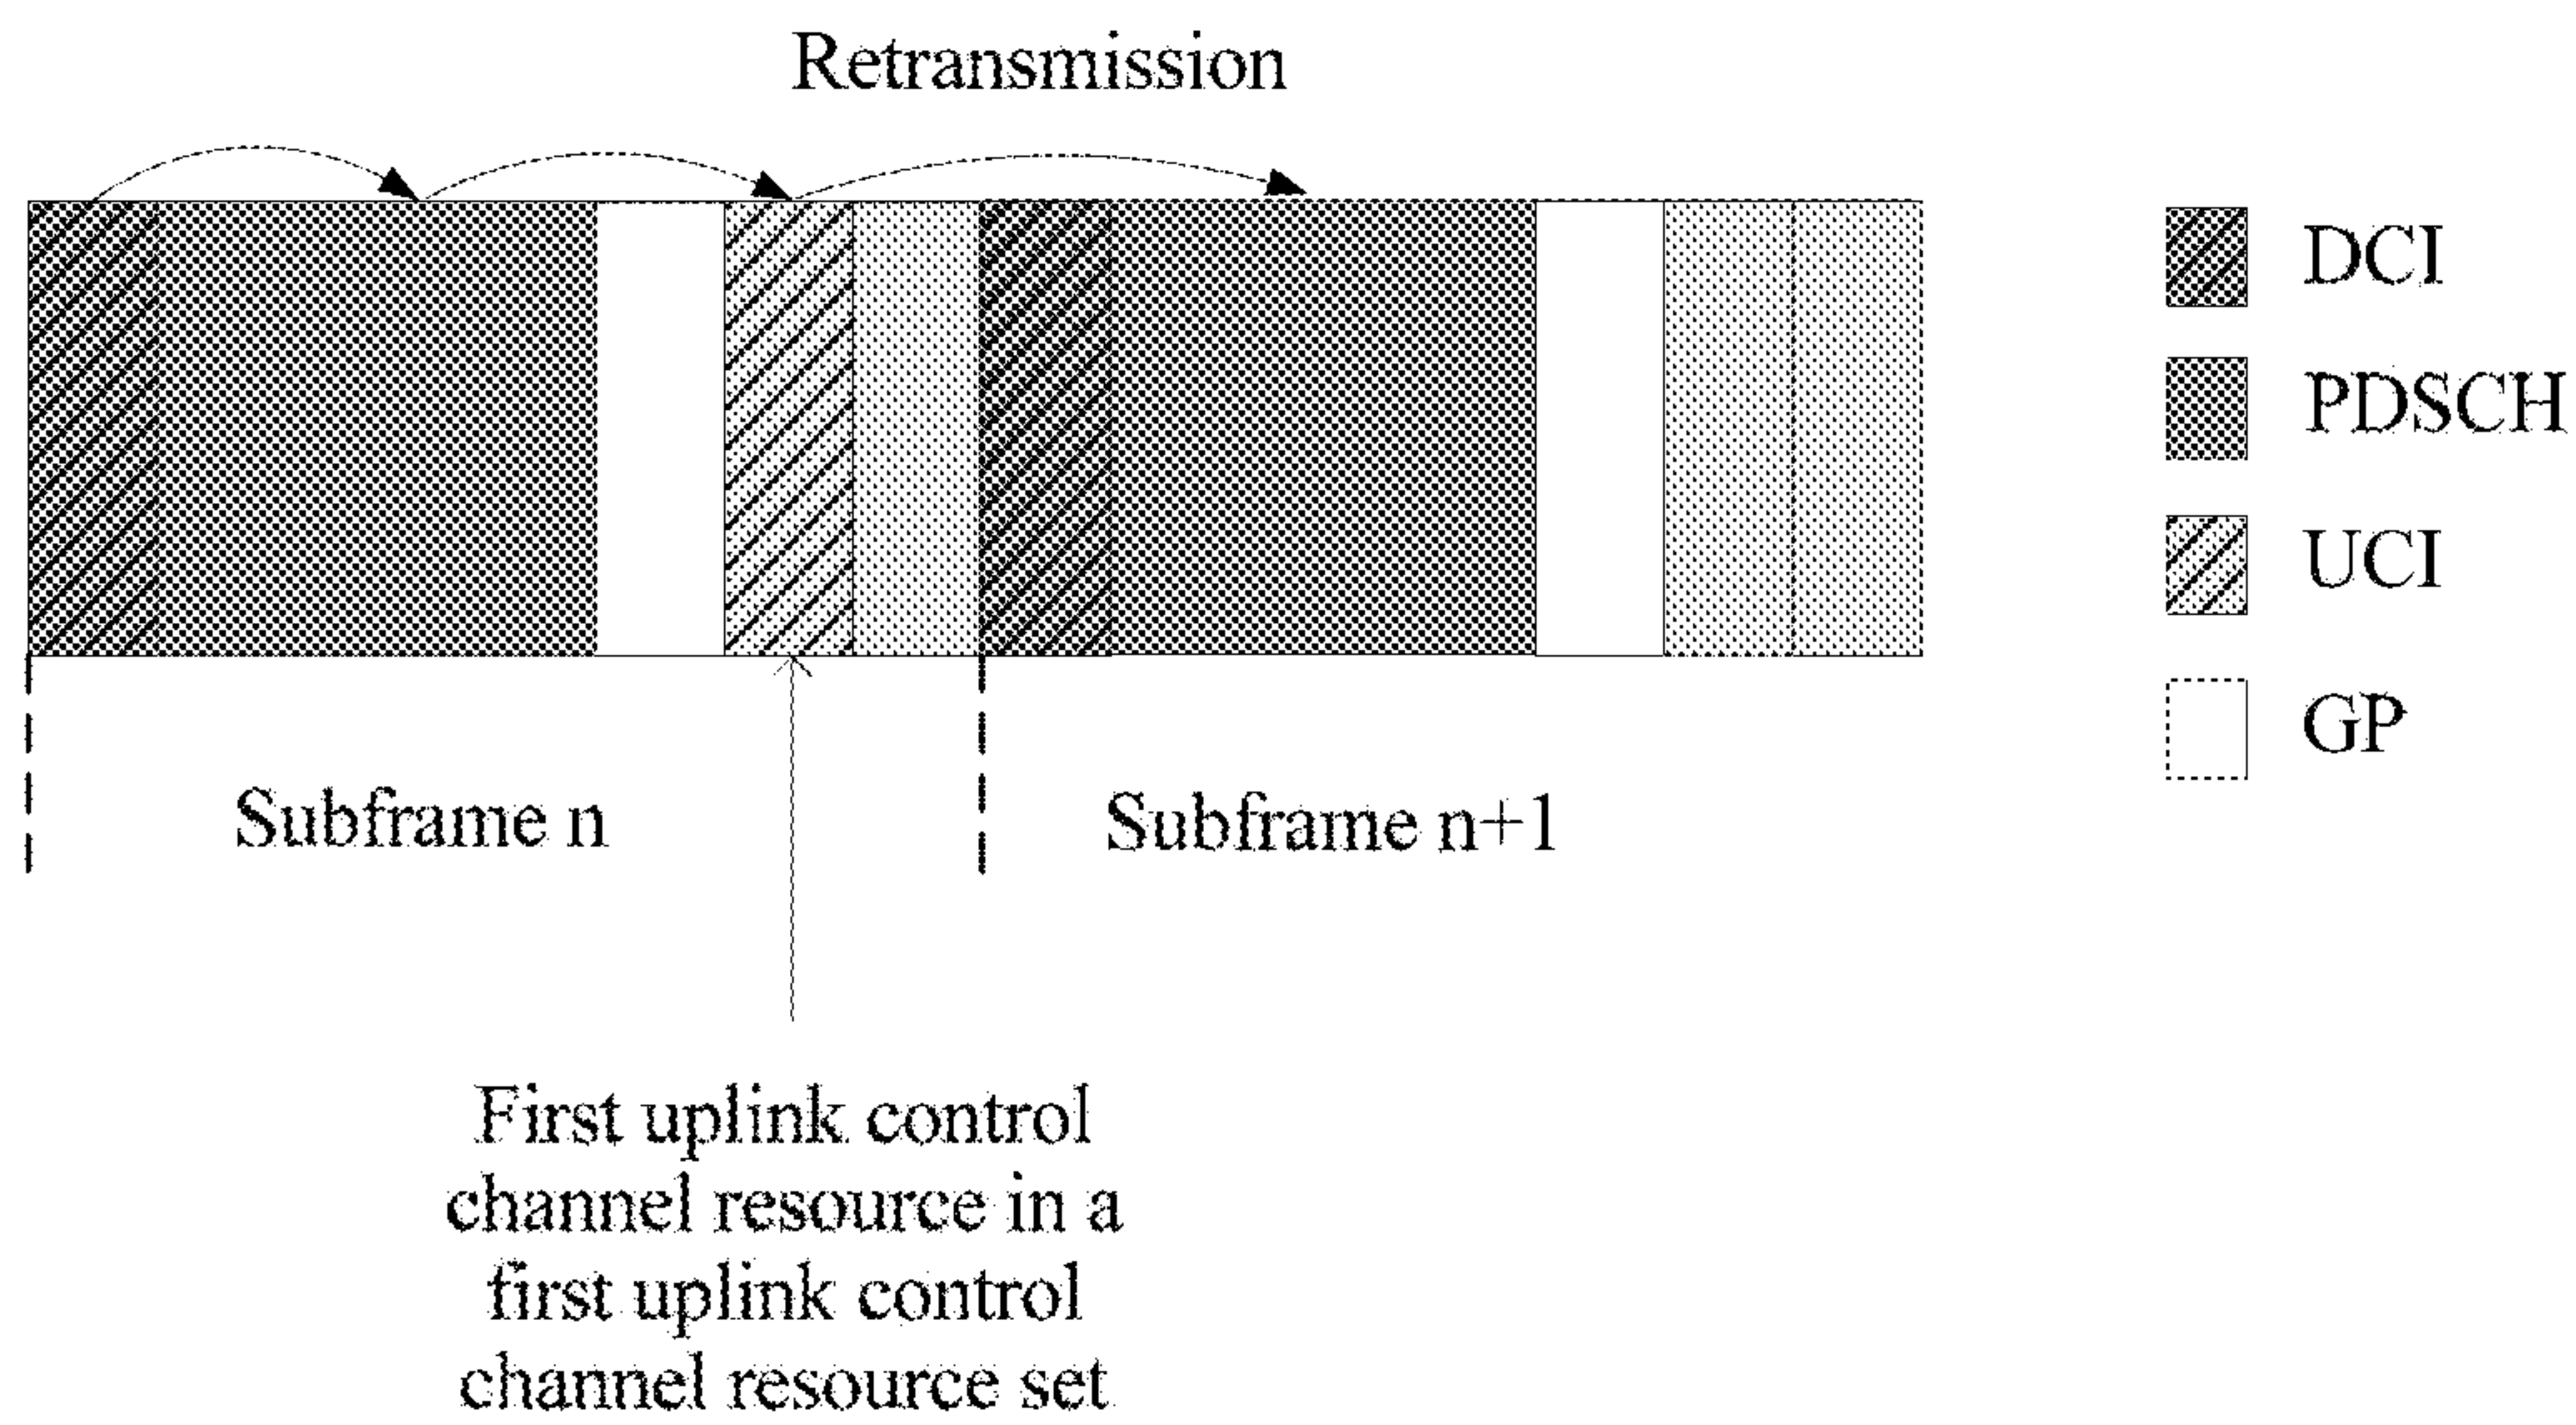 Retransmission
DCI
PDSCH
UCI
GP
Subframe n
Subframe n+1
First uplink control
channel resource in a
first uplink control
channel resource set